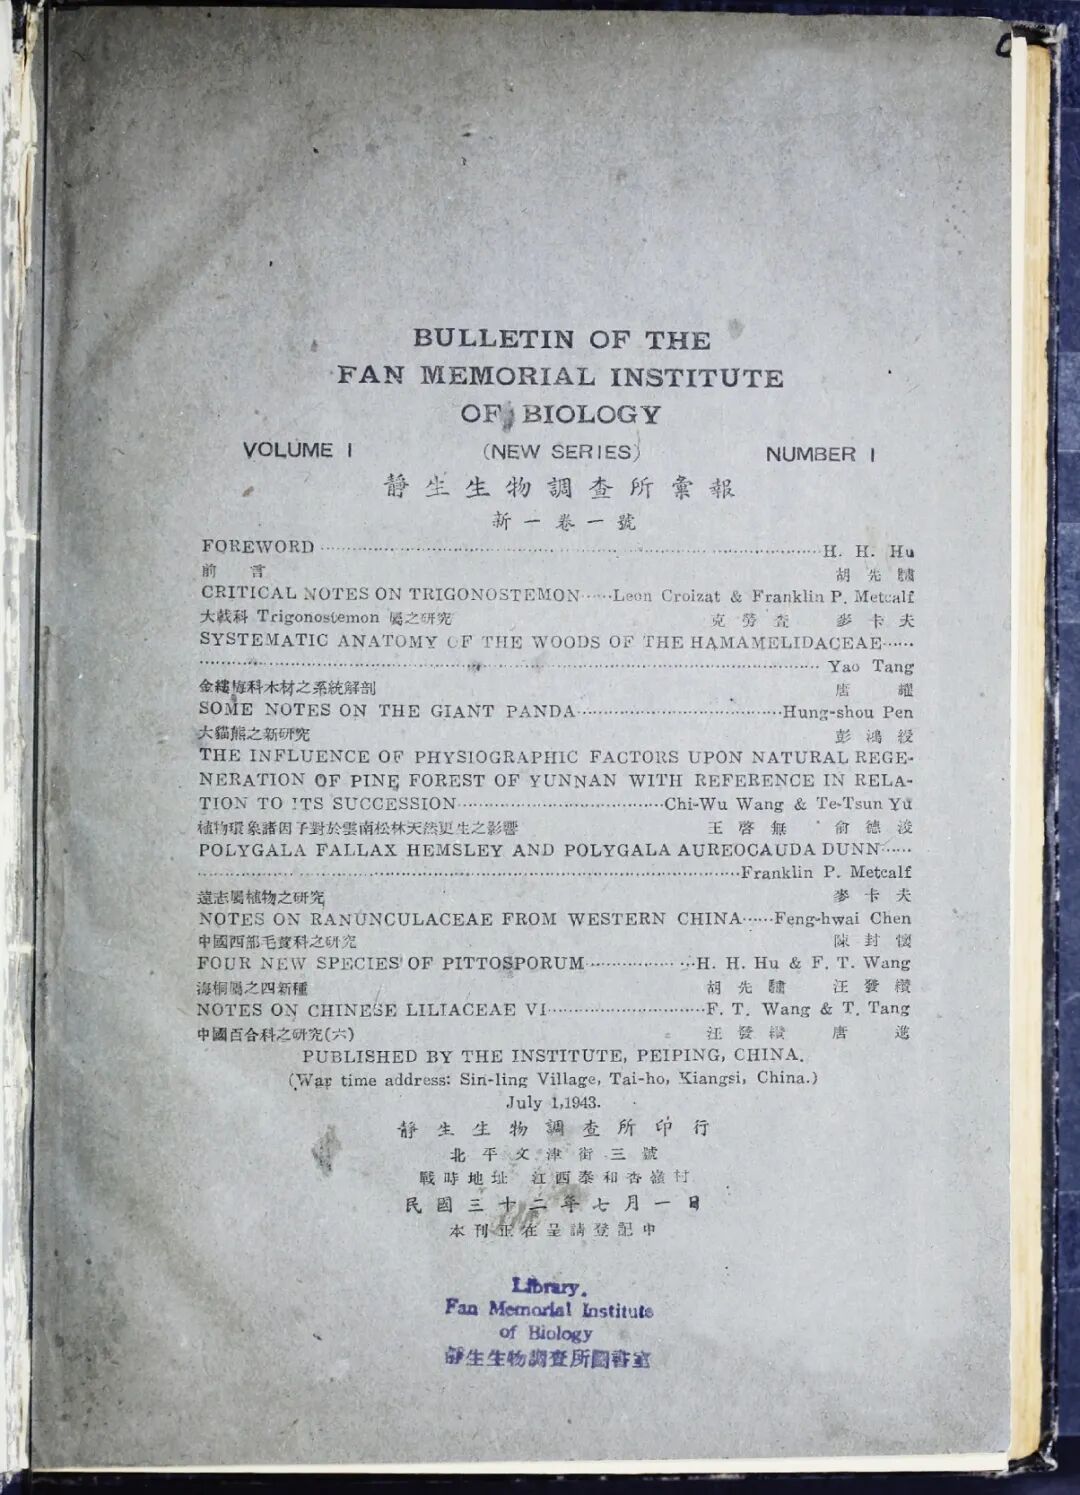 BULLETIN OF THE
FAN MEMORIAL INSTITUTE
OF BIOLOGY
VOLUME I (NEW SERIES) NUMBER I
靜生生物調查所彙報
新一卷一號
FOREWORD H. H. Hu
前言 胡先驌
CRITICAL NOTES ON TRIGONOSTEMON Leon Croizat & Franklin P. Metcalf
大戟科 Trigonostemon 屬之研究 克勞查 麥卡夫
SYSTEMATIC ANATOMY OF THE WOODS OF THE HAMAMELIDACEAE
Yao Tang
金縷梅科木材之系統解剖 唐燿
SOME NOTES ON THE GIANT PANDA Hung-shou Pen
大貓熊之新研究 彭鴻綬
THE INFLUENCE OF PHYSIOGRAPHIC FACTORS UPON NATURAL REGE-
NERATION OF PINE FOREST OF YUNNAN WITH REFERENCE IN RELA-
TION TO ITS SUCCESSION Chi-Wu Wang & Te-Tsun Yü
植物環象諸因子對於雲南松林天然更生之影響 王啓無 俞德浚
POLYGALA FALLAX HEMSLEY AND POLYGALA AUREOCAUDA DUNN
Franklin P. Metcalf
遠志屬植物之研究 麥卡夫
NOTES ON RANUNCULACEAE FROM WESTERN CHINA Feng-hwai Chen
中國西部毛茛科之研究 陳封懷
FOUR NEW SPECIES OF PITTOSPORUM H. H. Hu & F. T. Wang
海桐屬之四新種 胡先驌 汪發纘
NOTES ON CHINESE LILIACEAE VI F. T. Wang & T. Tang
中國百合科之研究(六) 汪發纘 唐進
PUBLISHED BY THE INSTITUTE, PEIPING, CHINA.
(War time address: Sin-ling Village, Tai-ho, Kiangsi, China.)
July 1,1943.
靜生生物調查所印行
北平文津街三號
戰時地址 江西泰和杏嶺村
民國三十二年七月一日
本刊正在呈請登記中
Library.
Fan Memorial Institute
of Biology
靜生生物調查所圖書室